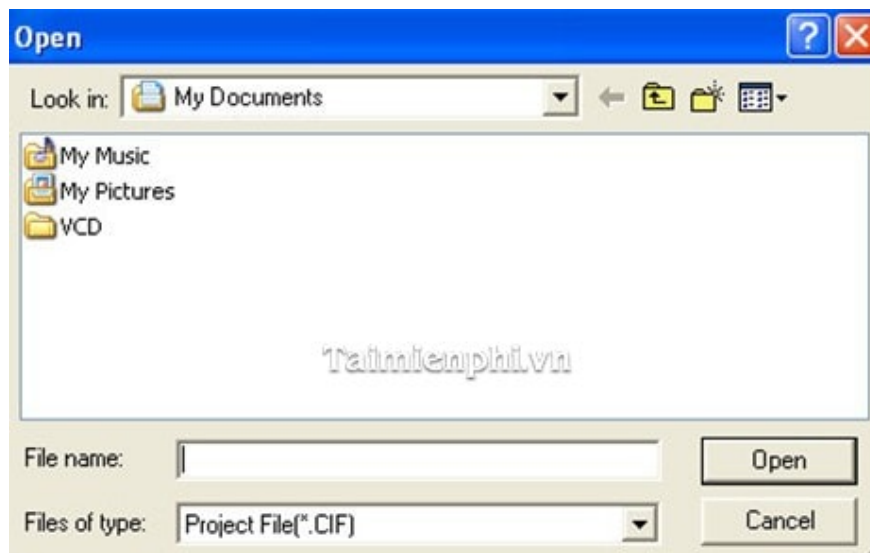 Open
Look in: My Documents
My Music
My Pictures
VCD
Taimienphi.vn
File name:
Open
Files of type: Project File(*.CIF)
Cancel